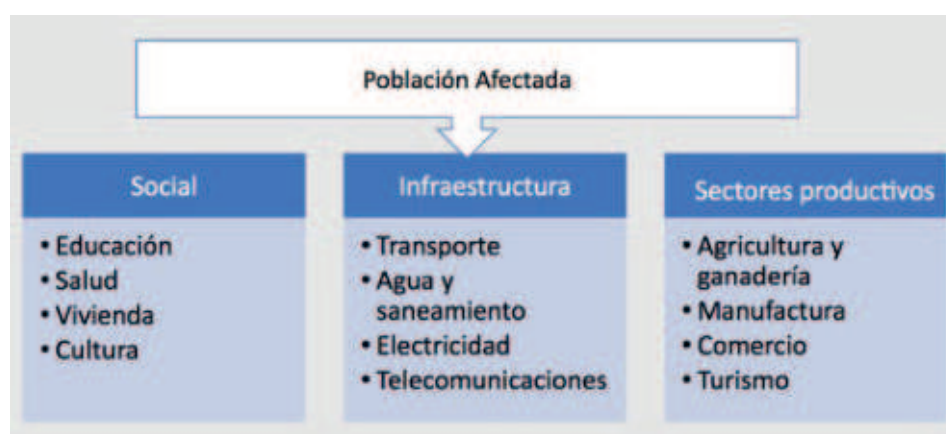 Población Afectada
Social
• Educación
• Salud
• Vivienda
• Cultura
Infraestructura
• Transporte
• Agua y
saneamiento
• Electricidad
• Telecomunicaciones
Sectores productivos
• Agricultura y
ganadería
• Manufactura
• Comercio
• Turismo